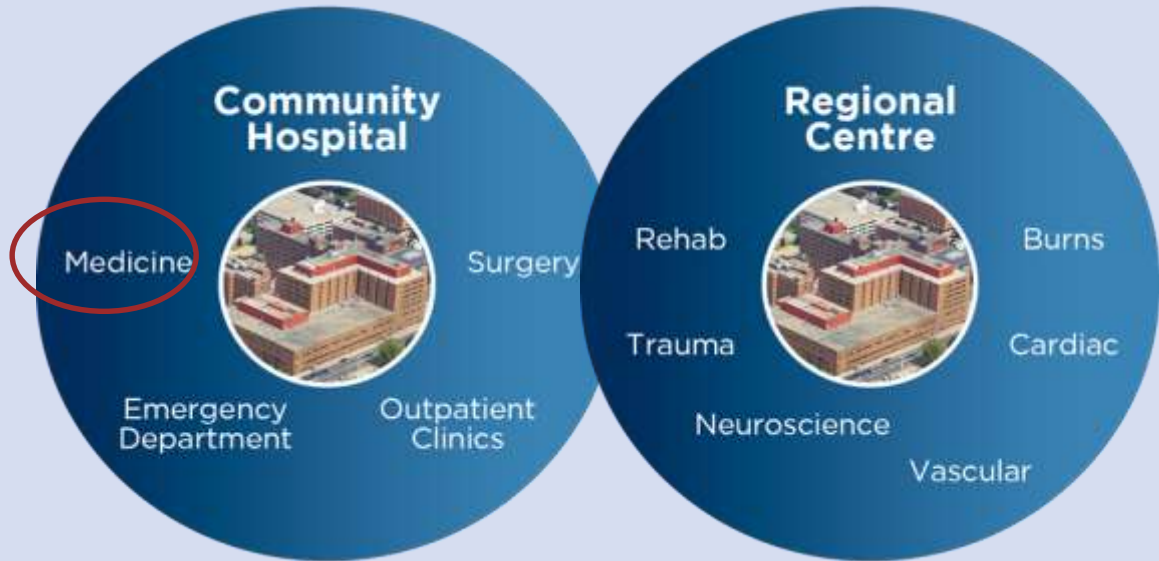 Community
Hospital
Medicine
Surgery
Emergency
Department
Outpatient
Clinics
Regional
Centre
Rehab
Burns
Trauma
Cardiac
Neuroscience
Vascular